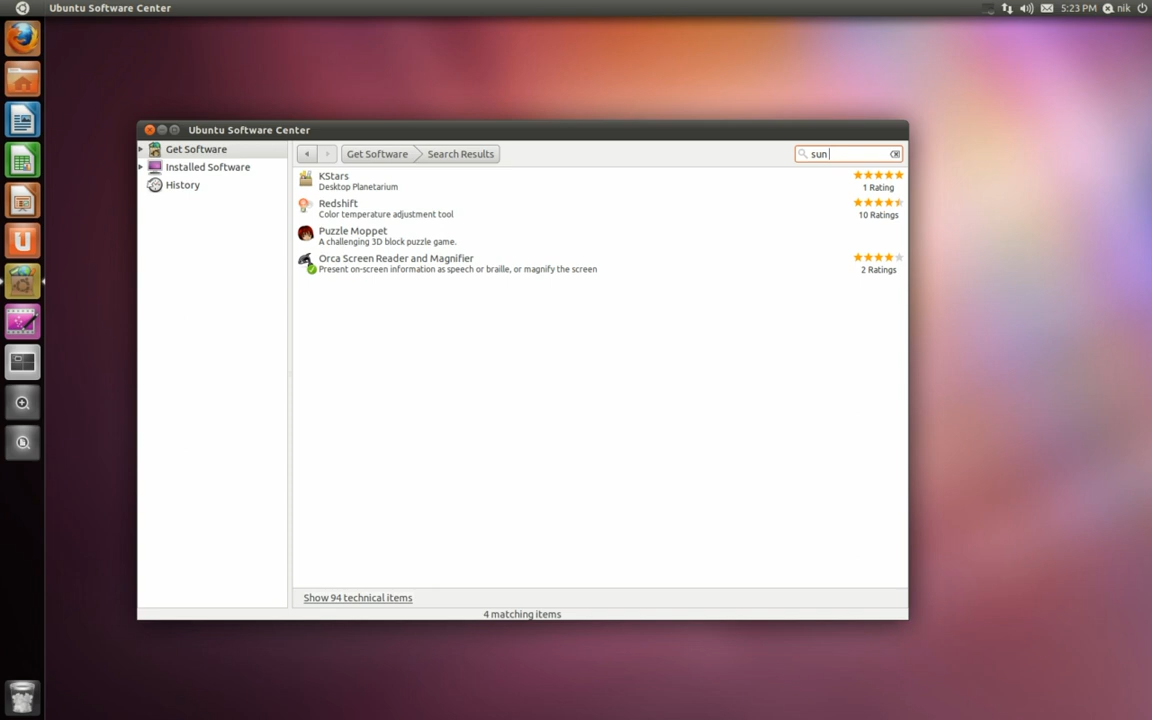 Ubuntu Software Center
5:23 PM nik
Ubuntu Software Center
Get Software
Installed Software
History
Get Software Search Results
sun
KStars
Desktop Planetarium
1 Rating
Redshift
Color temperature adjustment tool
10 Ratings
Puzzle Moppet
A challenging 3D block puzzle game.
Orca Screen Reader and Magnifier
Present on-screen information as speech or braille, or magnify the screen
2 Ratings
Show 94 technical items
4 matching items